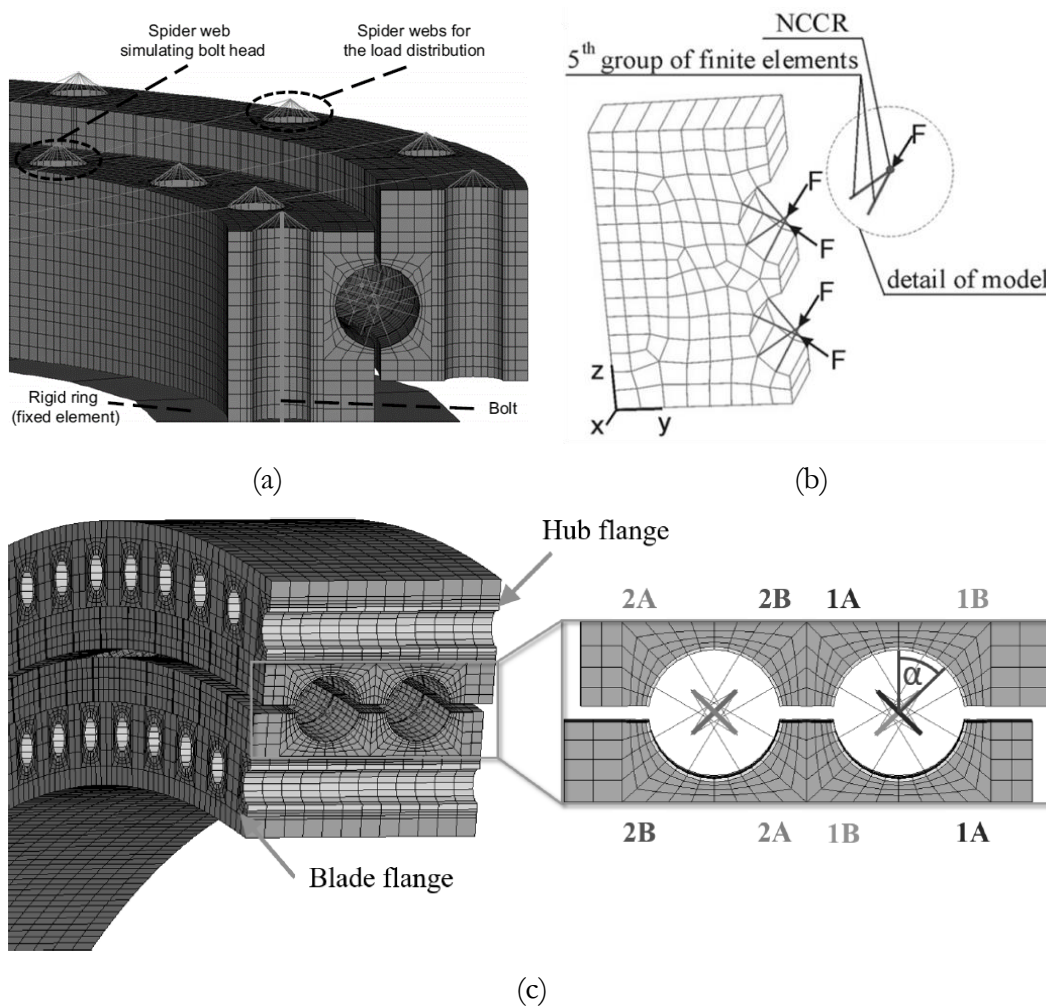 Spider web
simulating bolt head
Spider webs for
the load distribution
Rigid ring
(fixed element)
Bolt
(a)
NCCR
5th group of finite elements
F
F
F
F
F
detail of model
z
x
y
(b)
Hub flange
Blade flange
2A 2B 1A 1B
α
2B 2A 1B 1A
(c)